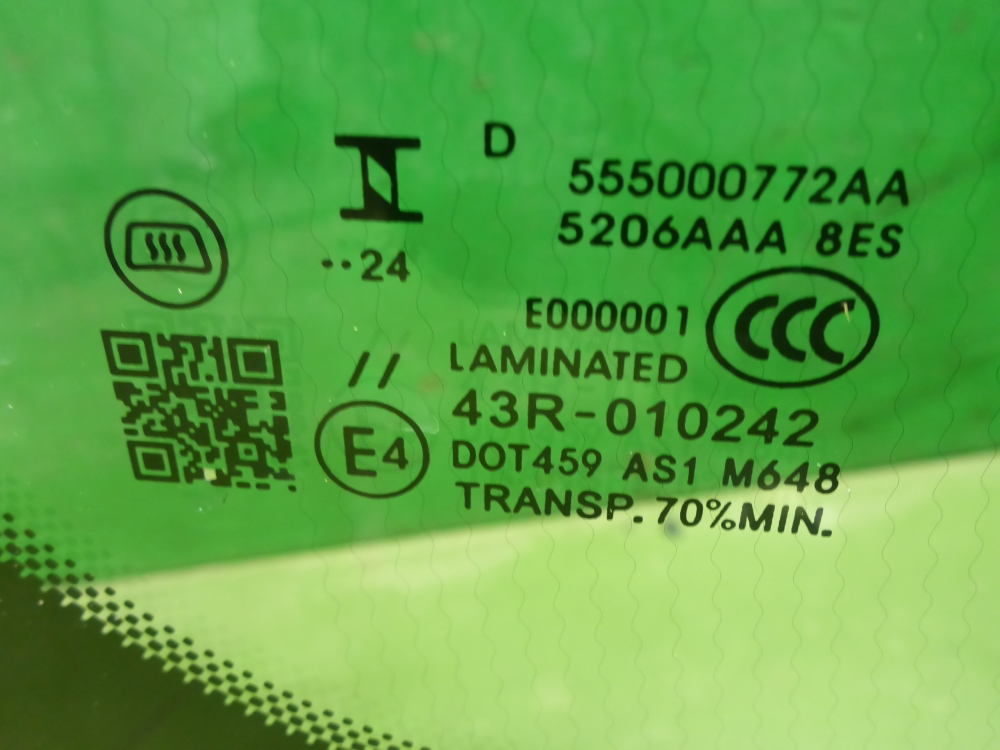 D
555000772AA
5206AAA 8ES
··24
E000001
CCC
LAMINATED
//
43R-010242
E4
DOT459 AS1 M648
TRANSP. 70%MIN.